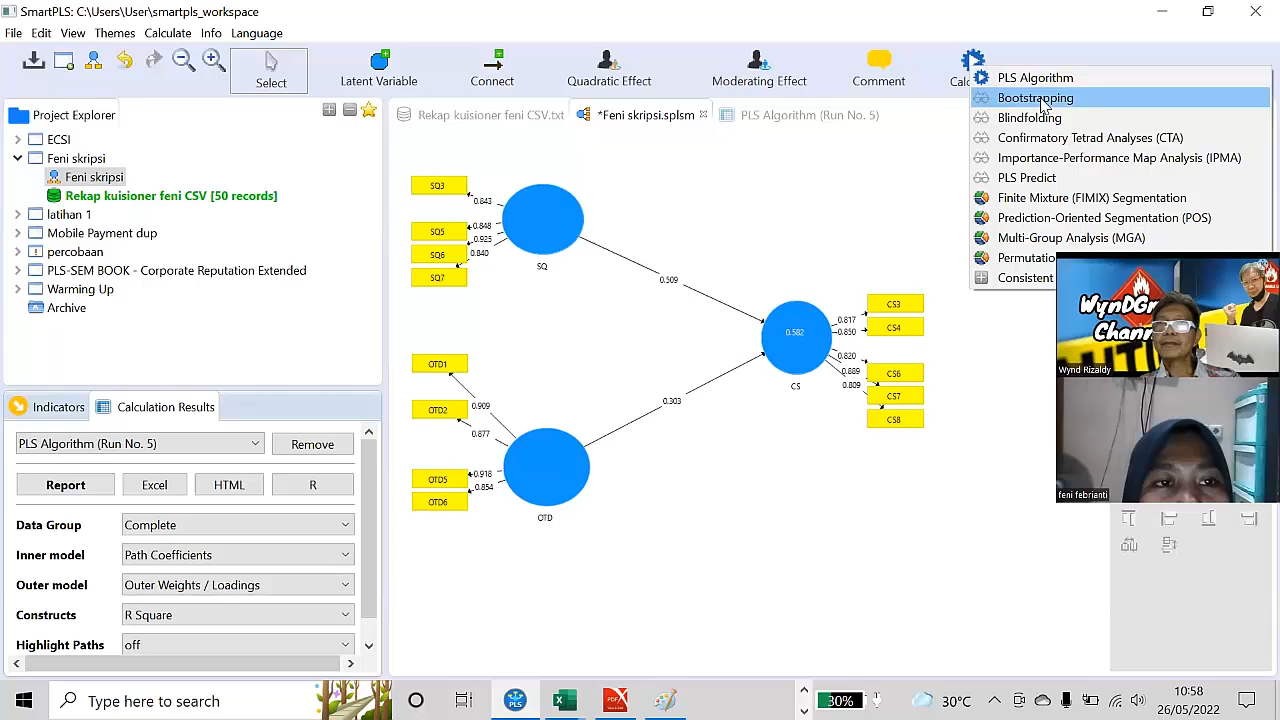 SmartPLS: C:\Users\User\smartpls_workspace
File Edit View Themes Calculate Info Language
Select
Latent Variable
Connect
Quadratic Effect
Moderating Effect
Comment
PLS Algorithm
Bootstrapping
Blindfolding
Confirmatory Tetrad Analyses (CTA)
Importance-Performance Map Analysis (IPMA)
PLS Predict
Finite Mixture (FIMIX) Segmentation
Prediction-Oriented Segmentation (POS)
Multi-Group Analysis (MGA)
Consistent
Project Explorer
ECSI
Feni skripsi
Feni skripsi
Rekap kuisioner feni CSV [50 records]
latihan 1
Mobile Payment dup
percobaan
PLS-SEM BOOK - Corporate Reputation Extended
Warming Up
Archive
Rekap kuisioner feni CSV.txt
*Feni skripsi.splsm
PLS Algorithm (Run No. 5)
SQ3
SQ5
SQ6
SQ7
0.843
0.848
0.925
0.840
SQ
0.509
OTD1
OTD2
OTD5
OTD6
0.909
0.877
0.918
0.854
OTD
0.303
0.582
CS
0.817
0.850
0.820
0.889
0.809
CS3
CS4
CS6
CS7
CS8
Wynd Rizaldy
feni febrianti
Indicators
Calculation Results
PLS Algorithm (Run No. 5)
Remove
Report
Excel
HTML
R
Data Group
Complete
Inner model
Path Coefficients
Outer model
Outer Weights / Loadings
Constructs
R Square
Highlight Paths
off
Type here to search
PLS
30%
30°C
10:58
26/05/2022